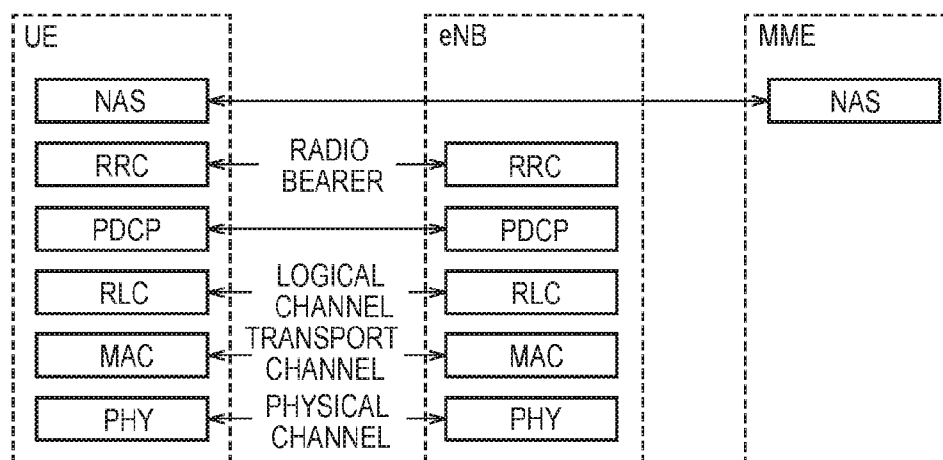 UE
eNB
MME
NAS
NAS
RRC
RADIO
BEARER
RRC
PDCP
PDCP
RLC
LOGICAL
CHANNEL
RLC
MAC
TRANSPORT
CHANNEL
MAC
PHY
PHYSICAL
CHANNEL
PHY